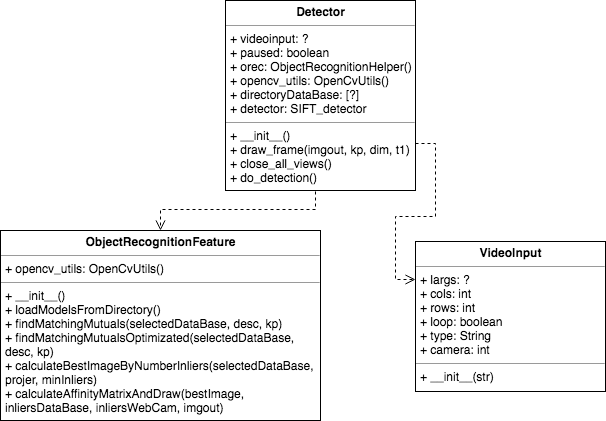 Detector
+ videoinput: ?
+ paused: boolean
+ orec: ObjectRecognitionHelper()
+ opencv_utils: OpenCvUtils()
+ directoryDataBase: [?]
+ detector: SIFT_detector
+ __init__()
+ draw_frame(imgout, kp, dim, t1)
+ close_all_views()
+ do_detection()
ObjectRecognitionFeature
+ opencv_utils: OpenCvUtils()
+ __init__()
+ loadModelsFromDirectory()
+ findMatchingMutuals(selectedDataBase, desc, kp)
+ findMatchingMutualsOptimizated(selectedDataBase,
desc, kp)
+ calculateBestImageByNumberInliers(selectedDataBase,
projer, minInliers)
+ calculateAffinityMatrixAndDraw(bestImage,
inliersDataBase, inliersWebCam, imgout)
VideoInput
+ largs: ?
+ cols: int
+ rows: int
+ loop: boolean
+ type: String
+ camera: int
+ __init__(str)